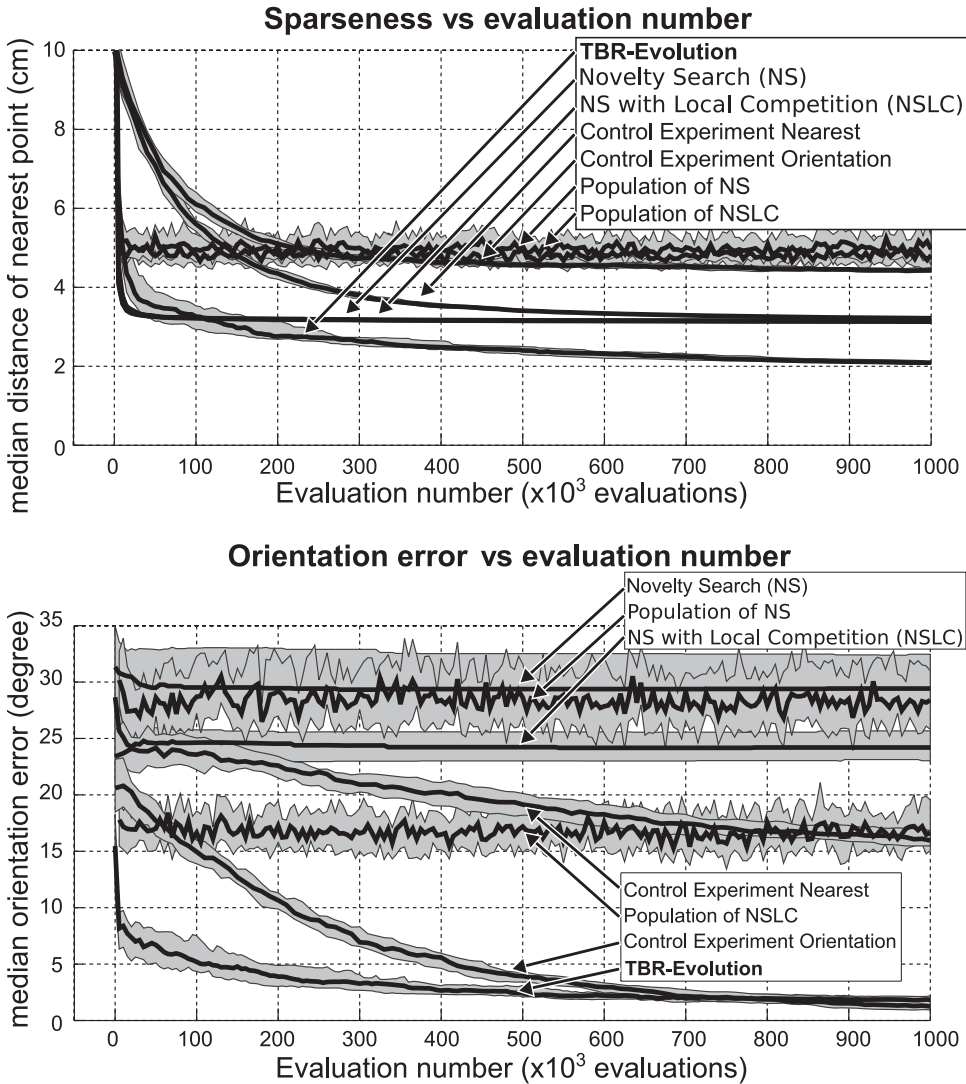 Sparseness vs evaluation number
median distance of nearest point (cm)
10
8
6
4
2
0
TBR-Evolution
Novelty Search (NS)
NS with Local Competition (NSLC)
Control Experiment Nearest
Control Experiment Orientation
Population of NS
Population of NSLC
0 100 200 300 400 500 600 700 800 900 1000
Evaluation number (x10³ evaluations)
Orientation error vs evaluation number
median orientation error (degree)
35
30
25
20
15
10
5
0
Novelty Search (NS)
Population of NS
NS with Local Competition (NSLC)
Control Experiment Nearest
Population of NSLC
Control Experiment Orientation
TBR-Evolution
0 100 200 300 400 500 600 700 800 900 1000
Evaluation number (x10³ evaluations)